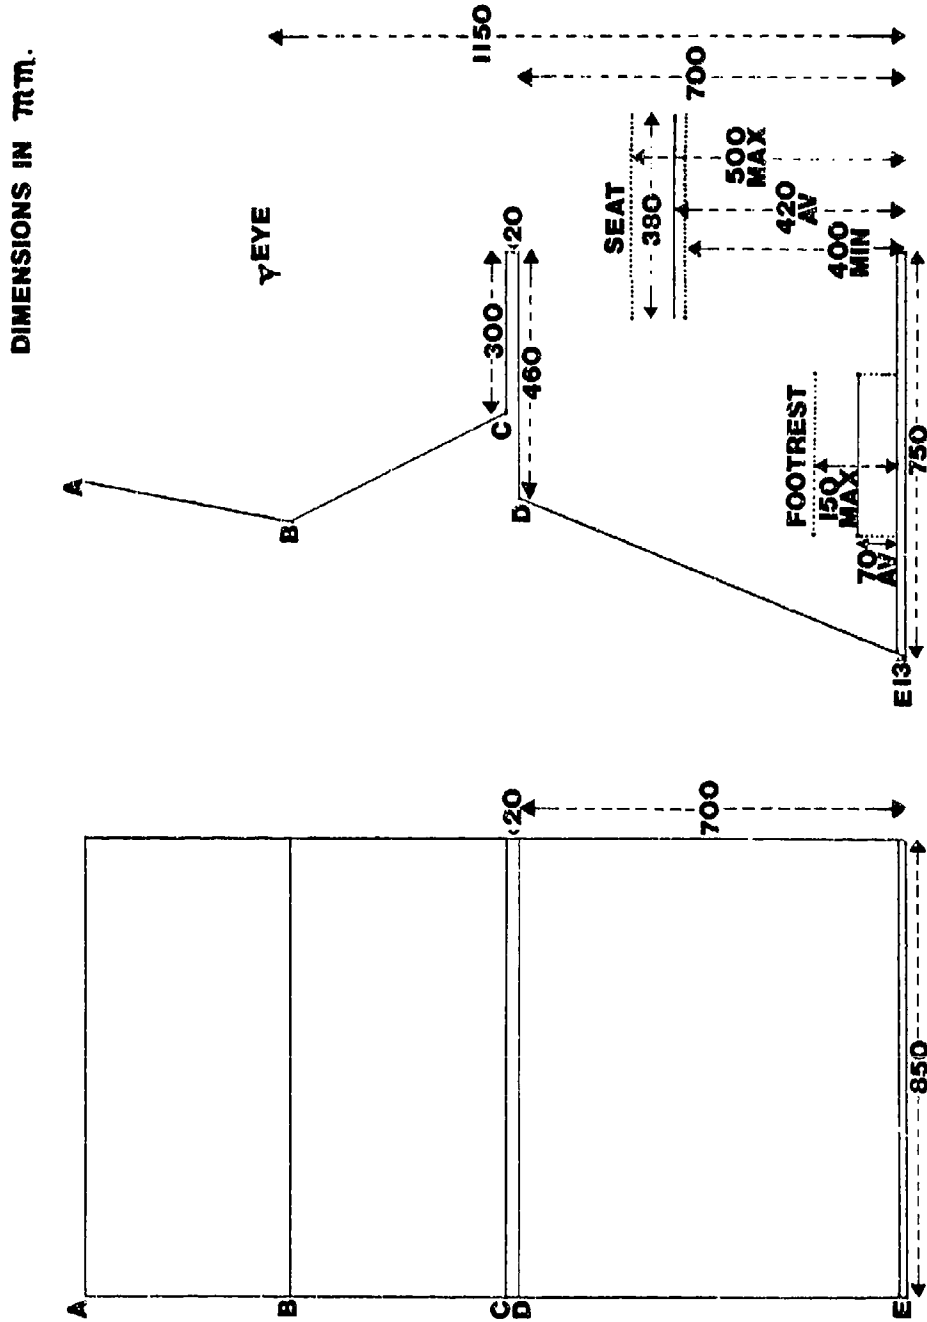 DIMENSIONS IN mm.
A
B
C
D
E
20
700
850
A
B
C
D
E 13
EYE
300
20
460
SEAT
380
FOOTREST
150
MAX
70
AV
750
400
MIN
420
AV
500
MAX
700
1150